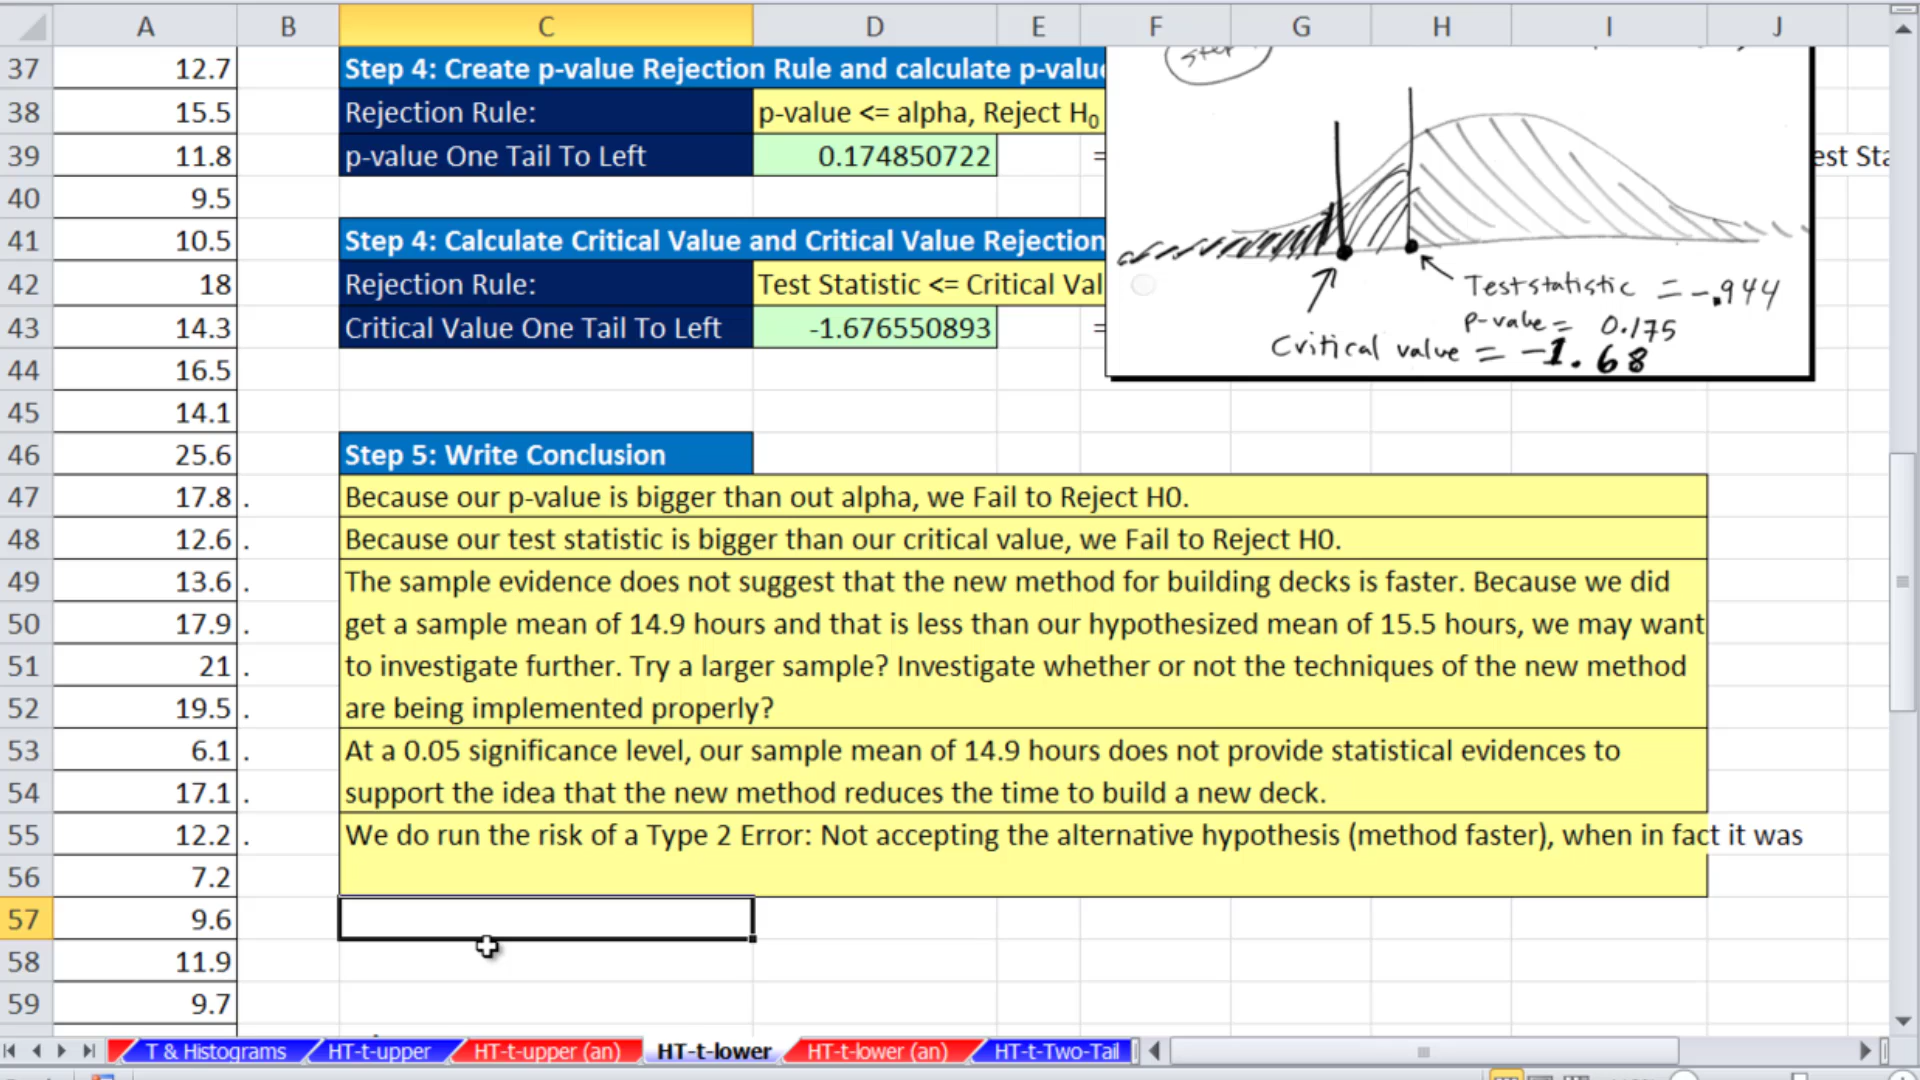 A B C D E F G H I J
37 12.7 Step 4: Create p-value Rejection Rule and calculate p-value
38 15.5 Rejection Rule: p-value <= alpha, Reject H0
39 11.8 p-value One Tail To Left 0.174850722 = est Sta
40 9.5
41 10.5 Step 4: Calculate Critical Value and Critical Value Rejection
42 18 Rejection Rule: Test Statistic <= Critical Val
43 14.3 Critical Value One Tail To Left -1.676550893 =
Test statistic = -.944
p-value = 0.175
Critical value = -1.68
44 16.5
45 14.1
46 25.6 Step 5: Write Conclusion
47 17.8 . Because our p-value is bigger than out alpha, we Fail to Reject H0.
48 12.6 . Because our test statistic is bigger than our critical value, we Fail to Reject H0.
49 13.6 . The sample evidence does not suggest that the new method for building decks is faster. Because we did
50 17.9 . get a sample mean of 14.9 hours and that is less than our hypothesized mean of 15.5 hours, we may want
51 21 . to investigate further. Try a larger sample? Investigate whether or not the techniques of the new method
52 19.5 . are being implemented properly?
53 6.1 . At a 0.05 significance level, our sample mean of 14.9 hours does not provide statistical evidences to
54 17.1 . support the idea that the new method reduces the time to build a new deck.
55 12.2 . We do run the risk of a Type 2 Error: Not accepting the alternative hypothesis (method faster), when in fact it was
56 7.2
57 9.6
58 11.9
59 9.7
T & Histograms HT-t-upper HT-t-upper (an) HT-t-lower HT-t-lower (an) HT-t-Two-Tail